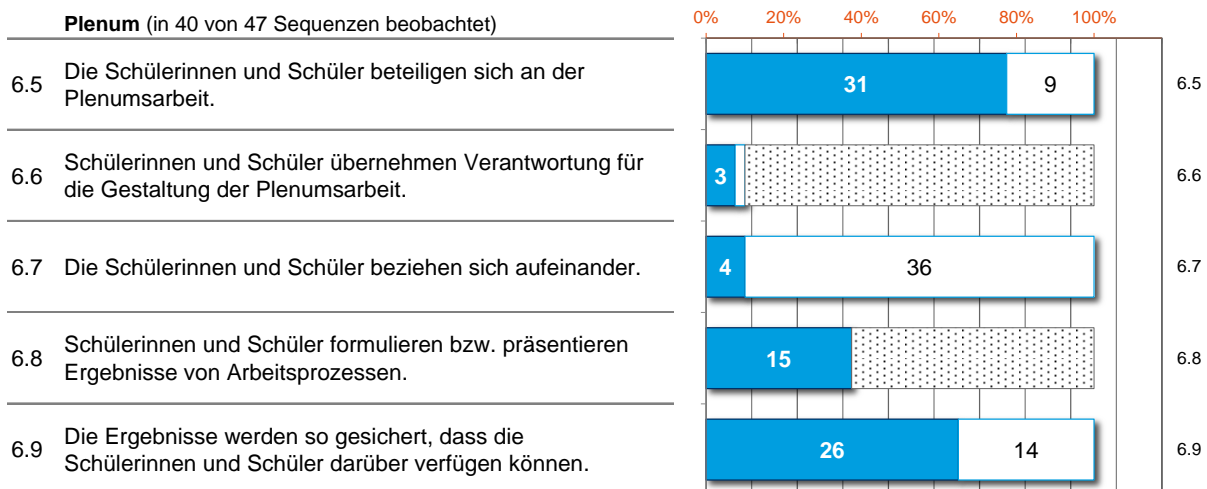 Plenum (in 40 von 47 Sequenzen beobachtet)
0% 20% 40% 60% 80% 100%
6.5 Die Schülerinnen und Schüler beteiligen sich an der
Plenumsarbeit.
31 9 6.5
6.6 Schülerinnen und Schüler übernehmen Verantwortung für
die Gestaltung der Plenumsarbeit.
3 6.6
6.7 Die Schülerinnen und Schüler beziehen sich aufeinander.
4 36 6.7
6.8 Schülerinnen und Schüler formulieren bzw. präsentieren
Ergebnisse von Arbeitsprozessen.
15 6.8
6.9 Die Ergebnisse werden so gesichert, dass die
Schülerinnen und Schüler darüber verfügen können.
26 14 6.9